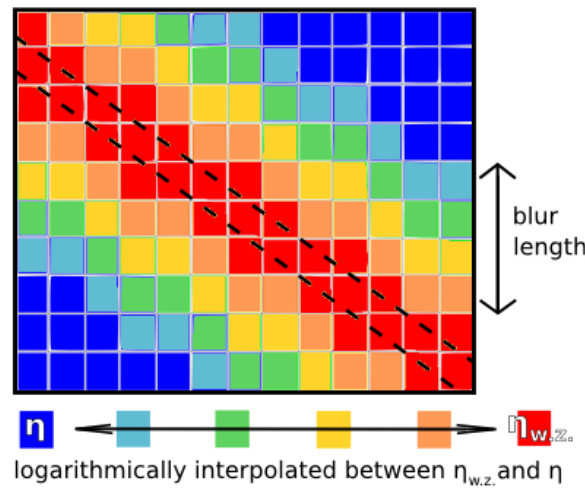 blur
length
η η_w.z.
logarithmically interpolated between η_w.z. and η